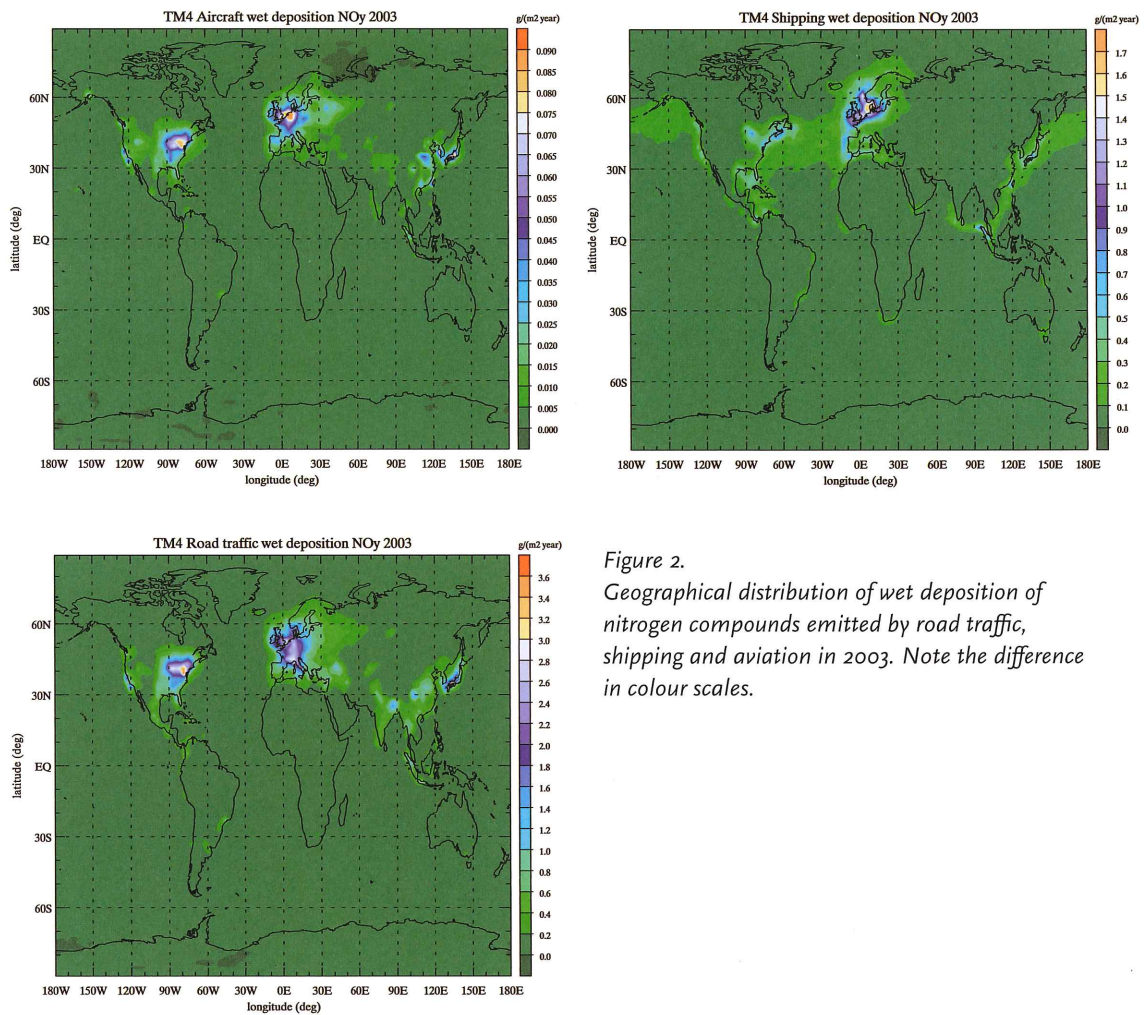 TM4 Aircraft wet deposition NOy 2003
g/(m2 year)
0.090
0.085
0.080
0.075
0.070
0.065
0.060
0.055
0.050
0.045
0.040
0.035
0.030
0.025
0.020
0.015
0.010
0.005
0.000
latitude (deg)
60N
30N
EQ
30S
60S
180W 150W 120W 90W 60W 30W 0E 30E 60E 90E 120E 150E 180E
longitude (deg)
TM4 Shipping wet deposition NOy 2003
g/(m2 year)
1.7
1.6
1.5
1.4
1.3
1.2
1.1
1.0
0.9
0.8
0.7
0.6
0.5
0.4
0.3
0.2
0.1
0.0
latitude (deg)
60N
30N
EQ
30S
60S
180W 150W 120W 90W 60W 30W 0E 30E 60E 90E 120E 150E 180E
longitude (deg)
TM4 Road traffic wet deposition NOy 2003
g/(m2 year)
3.6
3.4
3.2
3.0
2.8
2.6
2.4
2.2
2.0
1.8
1.6
1.4
1.2
1.0
0.8
0.6
0.4
0.2
0.0
latitude (deg)
60N
30N
EQ
30S
60S
180W 150W 120W 90W 60W 30W 0E 30E 60E 90E 120E 150E 180E
longitude (deg)
Figure 2.
Geographical distribution of wet deposition of
nitrogen compounds emitted by road traffic,
shipping and aviation in 2003. Note the difference
in colour scales.